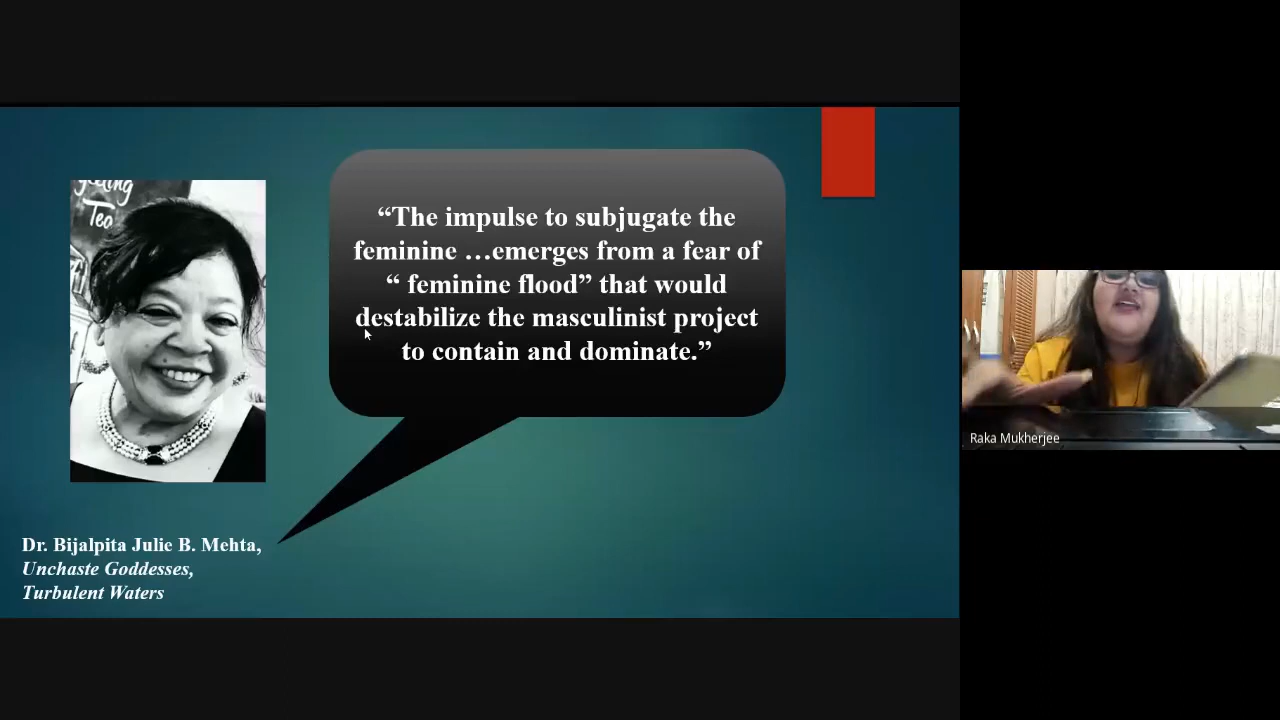 “The impulse to subjugate the
feminine …emerges from a fear of
“ feminine flood” that would
destabilize the masculinist project
to contain and dominate.”
Teo
Dr. Bijalpita Julie B. Mehta,
Unchaste Goddesses,
Turbulent Waters
Raka Mukherjee